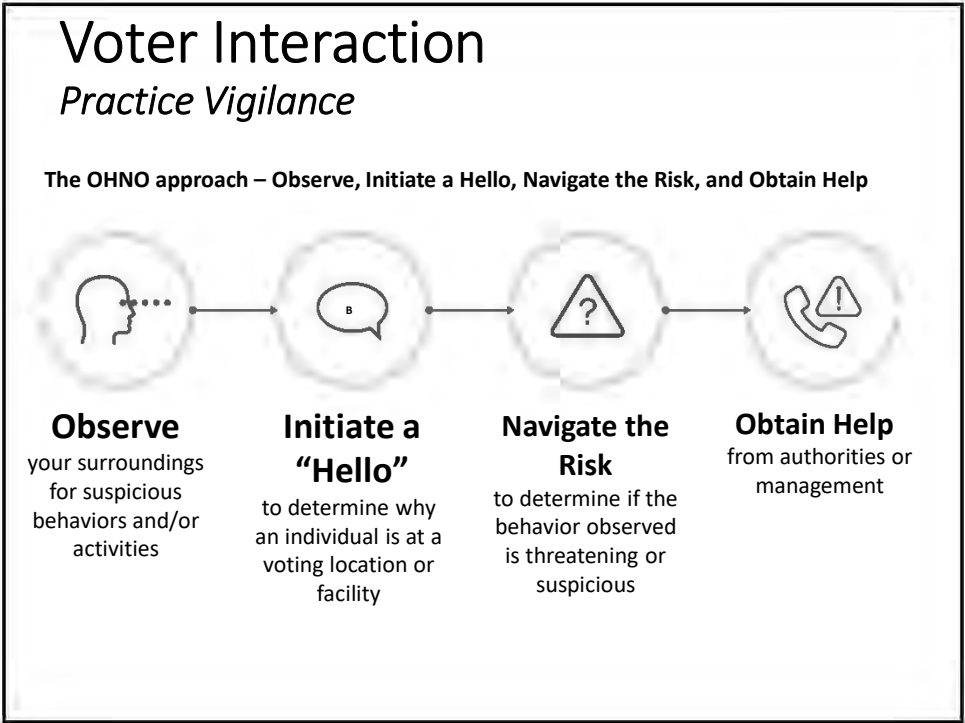 Voter Interaction
Practice Vigilance
The OHNO approach – Observe, Initiate a Hello, Navigate the Risk, and Obtain Help
B
?
!
Observe
your surroundings
for suspicious
behaviors and/or
activities
Initiate a
“Hello”
to determine why
an individual is at a
voting location or
facility
Navigate the
Risk
to determine if the
behavior observed
is threatening or
suspicious
Obtain Help
from authorities or
management